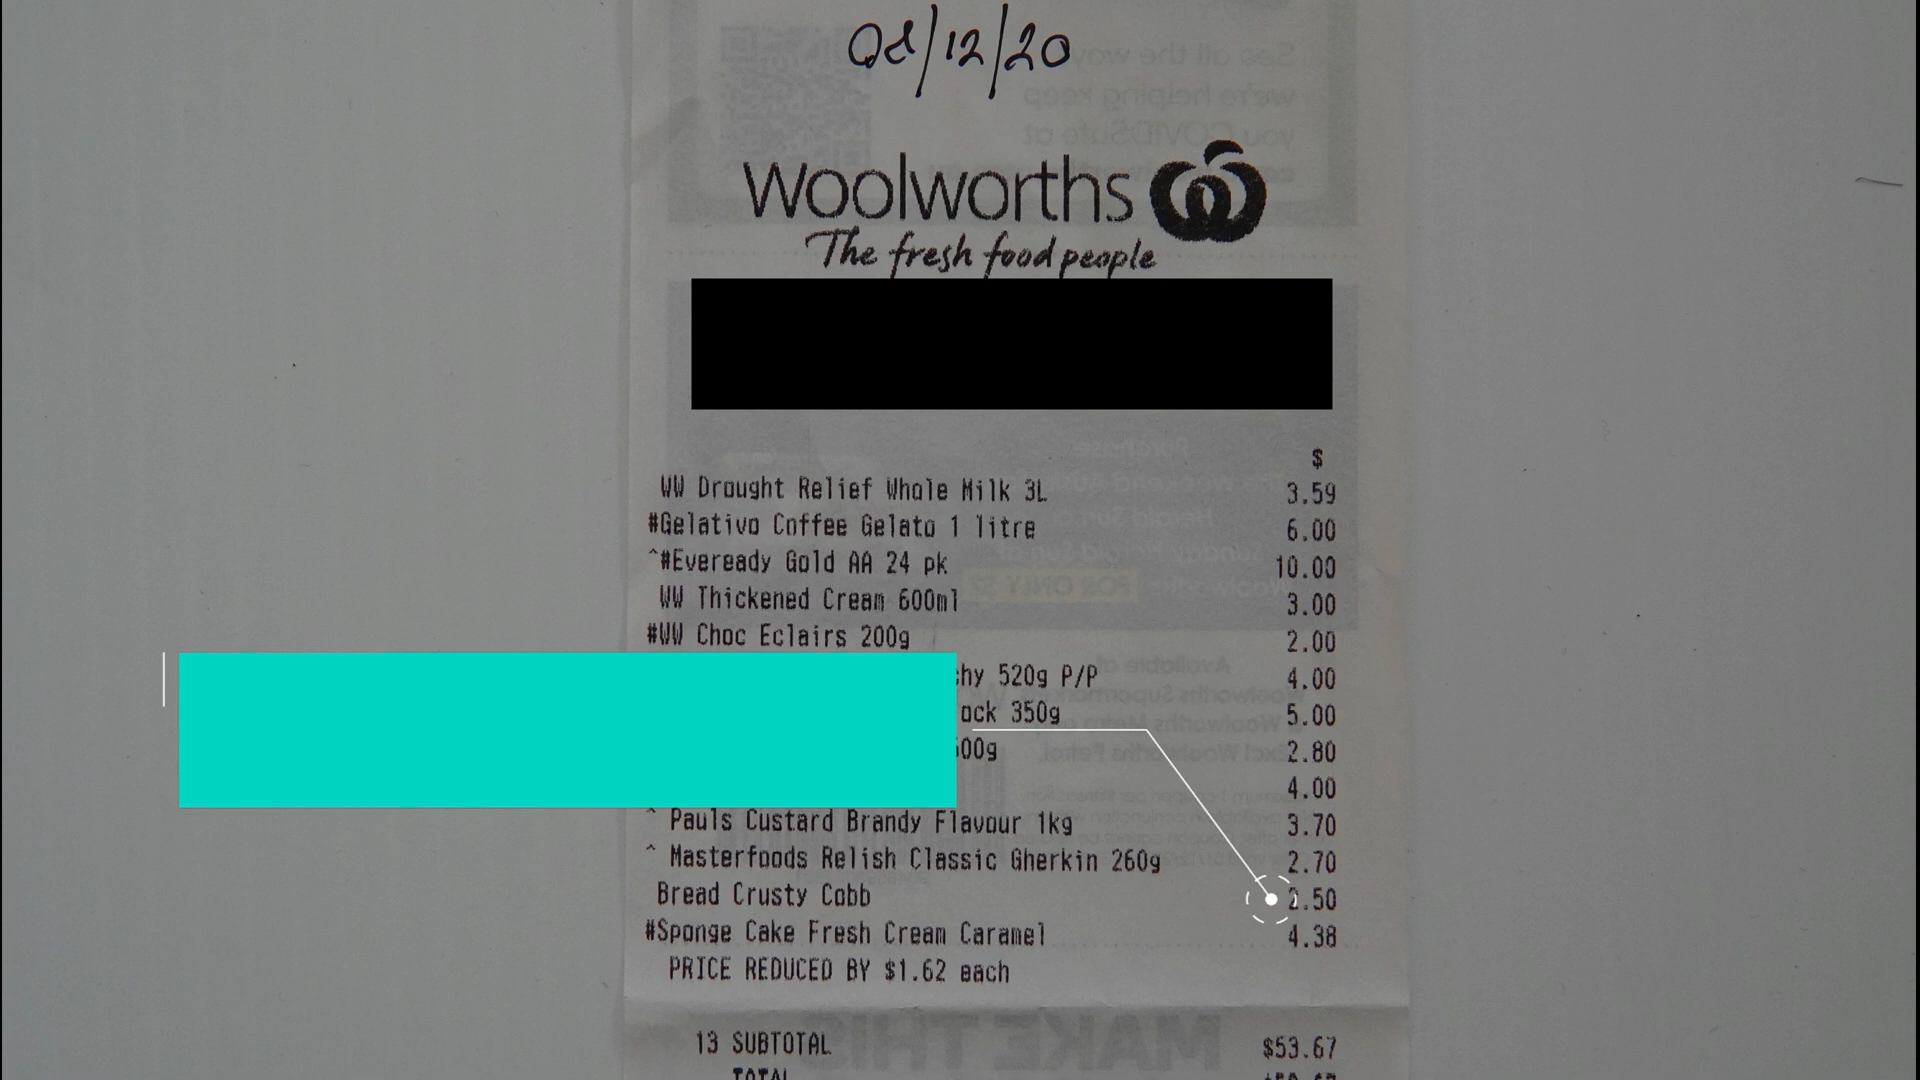 08/12/20
Woolworths
The fresh food people
$
WW Drought Relief Whole Milk 3L 3.59
#Gelativo Coffee Gelato 1 litre 6.00
^#Eveready Gold AA 24 pk 10.00
WW Thickened Cream 600ml 3.00
#WW Choc Eclairs 200g 2.00
520g P/P 4.00
350g 5.00
2.80
4.00
^ Pauls Custard Brandy Flavour 1kg 3.70
^ Masterfoods Relish Classic Gherkin 260g 2.70
Bread Crusty Cobb 2.50
#Sponge Cake Fresh Cream Caramel 4.38
PRICE REDUCED BY $1.62 each
13 SUBTOTAL $53.67
TOTAL